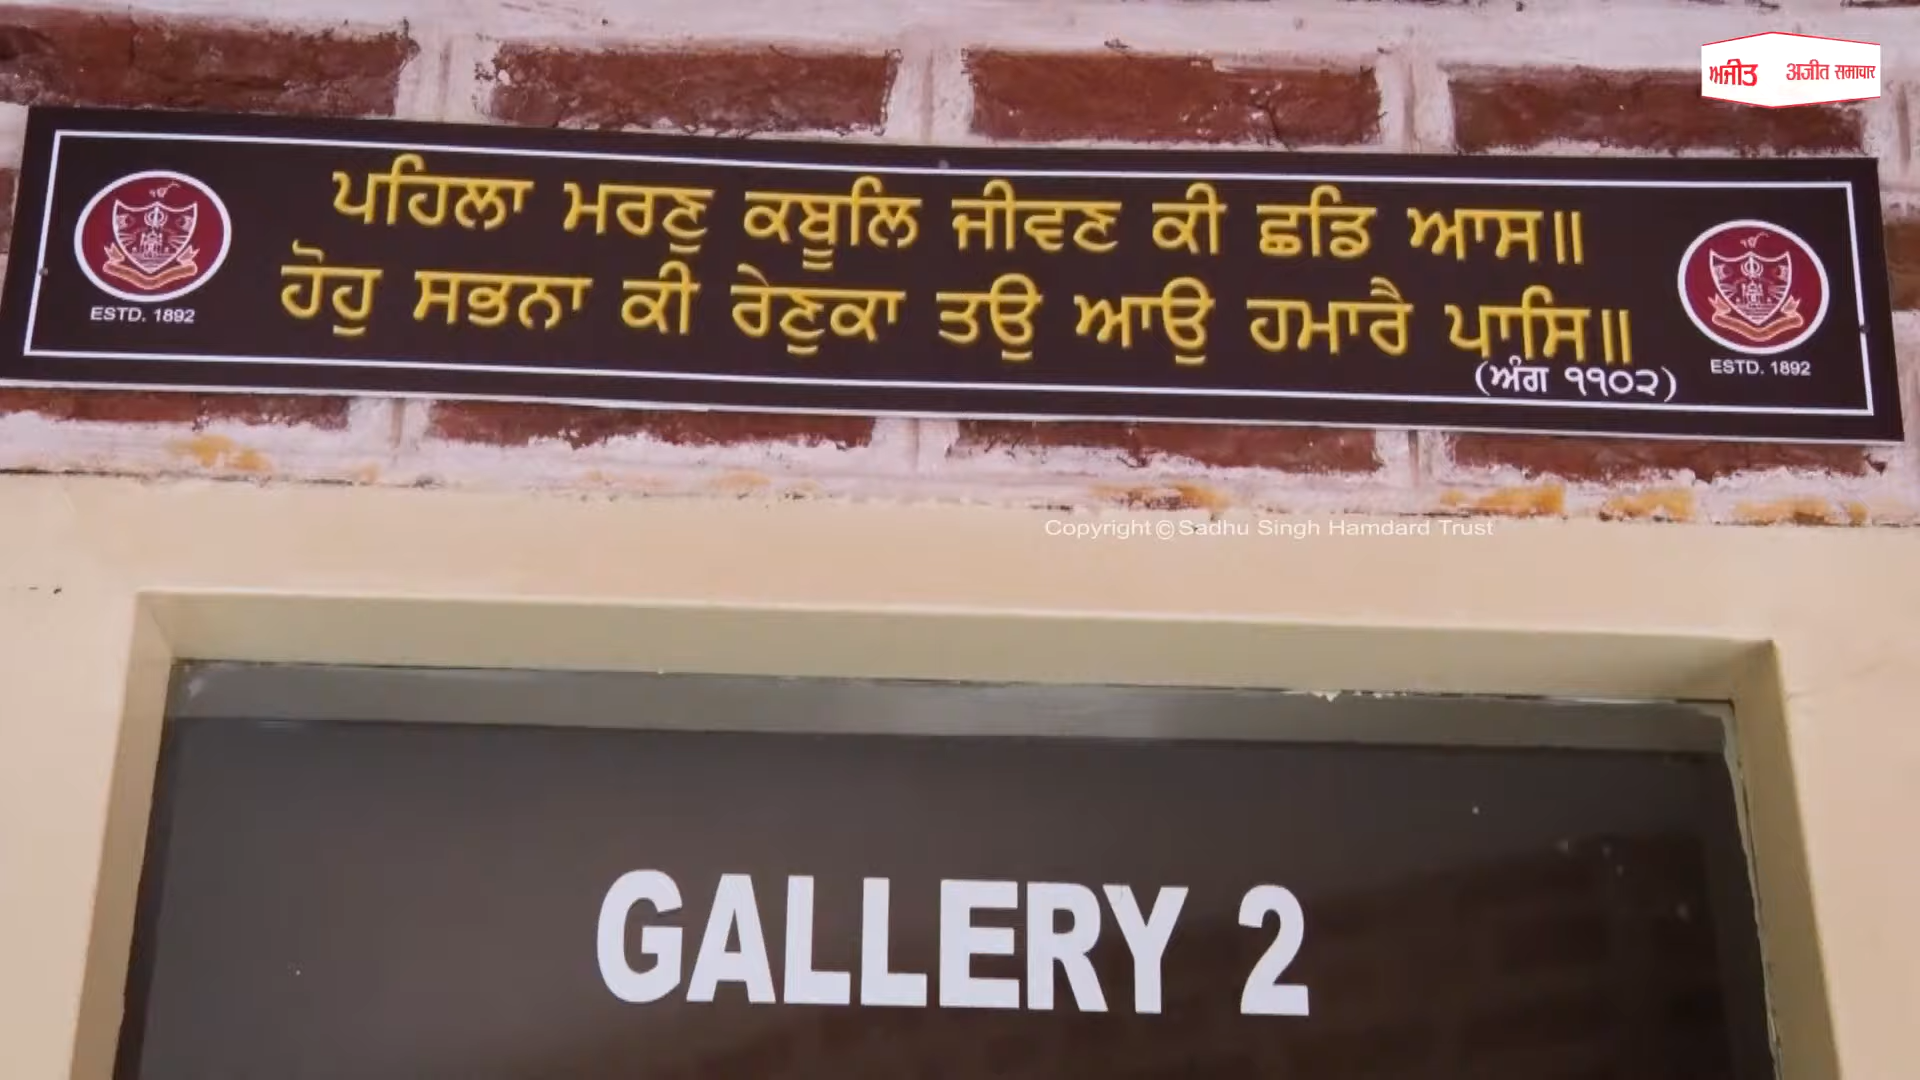 ਅਜੀਤ अजीत समाचार
ਪਹਿਲਾ ਮਰਣੁ ਕਬੂਲਿ ਜੀਵਣ ਕੀ ਛਡਿ ਆਸ॥
ਹੋਹੁ ਸਭਨਾ ਕੀ ਰੇਣੁਕਾ ਤਉ ਆਉ ਹਮਾਰੈ ਪਾਸਿ॥
(ਅੰਗ ੧੧੦੨)
ESTD. 1892
ESTD. 1892
Copyright © Sadhu Singh Hamdard Trust
GALLERY 2